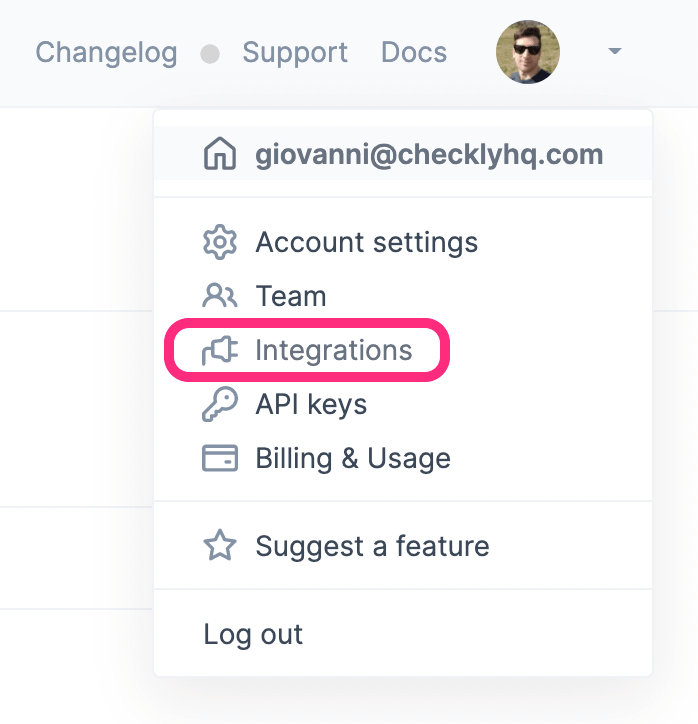 Changelog Support Docs
giovanni@checklyhq.com
Account settings
Team
Integrations
API keys
Billing & Usage
Suggest a feature
Log out